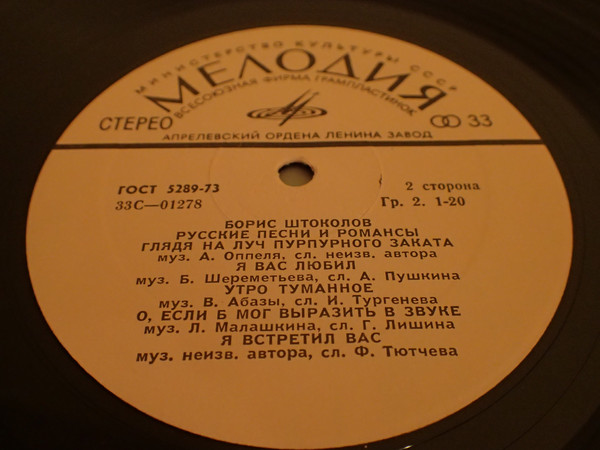 МИНИСТЕРСТВО КУЛЬТУРЫ СССР
МЕЛОДИЯ
ВСЕСОЮЗНАЯ ФИРМА ГРАМПЛАСТИНОК
СТЕРЕО 33
АПРЕЛЕВСКИЙ ОРДЕНА ЛЕНИНА ЗАВОД
ГОСТ 5289-73 2 сторона
33С—01278 Гр. 2. 1-20
БОРИС ШТОКОЛОВ
РУССКИЕ ПЕСНИ И РОМАНСЫ
ГЛЯДЯ НА ЛУЧ ПУРПУРНОГО ЗАКАТА
муз. А. Оппеля, сл. неизв. автора
Я ВАС ЛЮБИЛ
муз. Б. Шереметьева, сл. А. Пушкина
УТРО ТУМАННОЕ
муз. В. Абазы, сл. И. Тургенева
О, ЕСЛИ Б МОГ ВЫРАЗИТЬ В ЗВУКЕ
муз. Л. Малашкина, сл. Г. Лишина
Я ВСТРЕТИЛ ВАС
муз. неизв. автора, сл. Ф. Тютчева